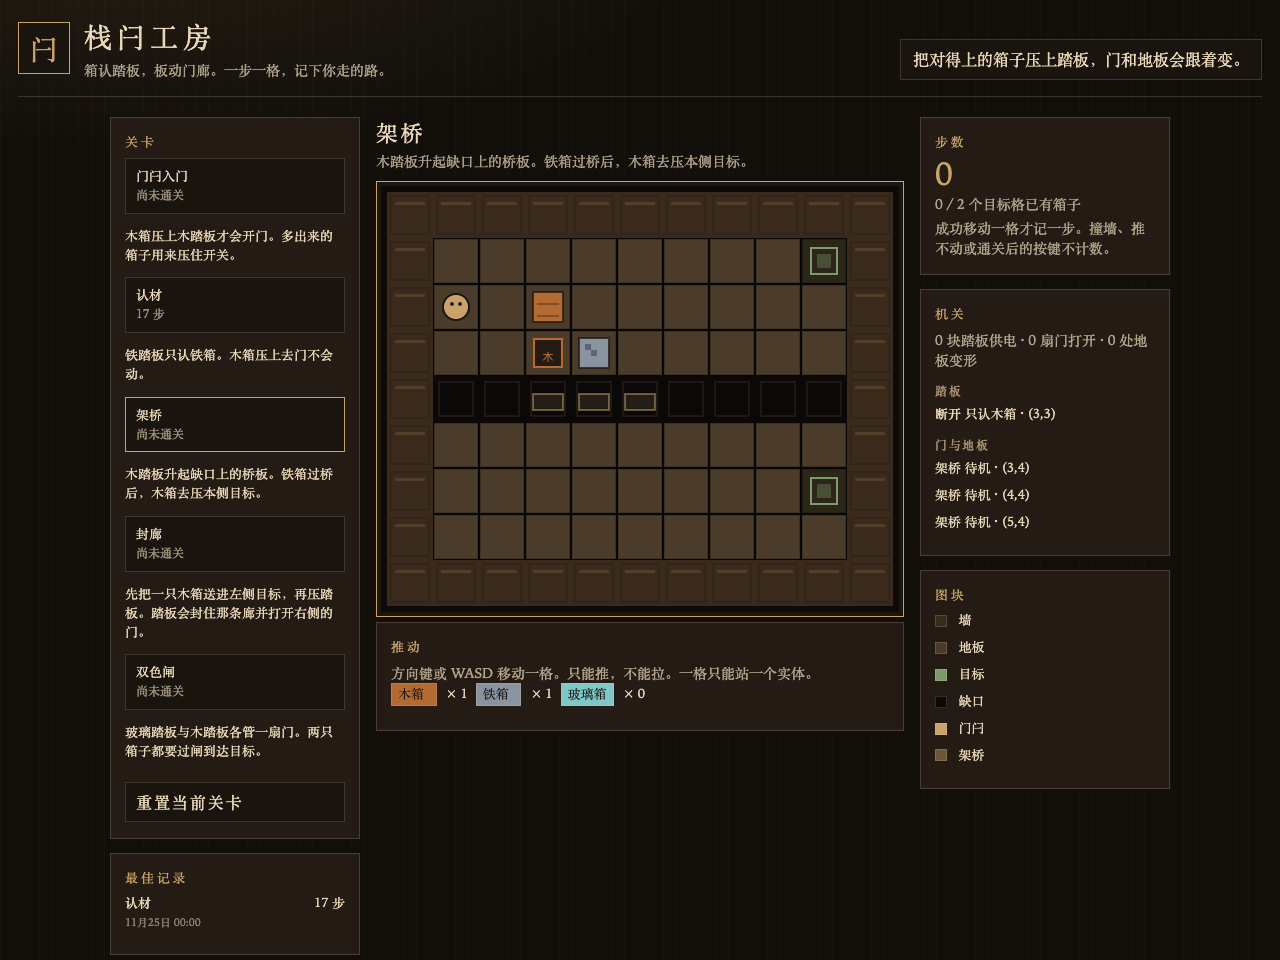 闩
栈闩工房
箱认踏板，板动门廊。一步一格，记下你走的路。
把对得上的箱子压上踏板，门和地板会跟着变。
关卡
门闩入门
尚未通关
木箱压上木踏板才会开门。多出来的
箱子用来压住开关。
认材
17 步
铁踏板只认铁箱。木箱压上去门不会
动。
架桥
尚未通关
木踏板升起缺口上的桥板。铁箱过桥
后，木箱去压本侧目标。
封廊
尚未通关
先把一只木箱送进左侧目标，再压踏
板。踏板会封住那条廊并打开右侧的
门。
双色闸
尚未通关
玻璃踏板与木踏板各管一扇门。两只
箱子都要过闸到达目标。
重置当前关卡
最佳记录
认材 17 步
11月25日 00:00
架桥
木踏板升起缺口上的桥板。铁箱过桥后，木箱去压本侧目标。
木
推动
方向键或 WASD 移动一格。只能推，不能拉。一格只能站一个实体。
木箱 × 1 铁箱 × 1 玻璃箱 × 0
步数
0
0 / 2 个目标格已有箱子
成功移动一格才记一步。撞墙、推
不动或通关后的按键不计数。
机关
0 块踏板供电 · 0 扇门打开 · 0 处地
板变形
踏板
断开 只认木箱 · (3,3)
门与地板
架桥 待机 · (3,4)
架桥 待机 · (4,4)
架桥 待机 · (5,4)
图块
墙
地板
目标
缺口
门闩
架桥